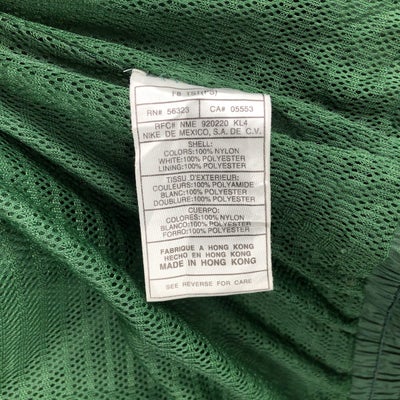 RN# 56323 CA# 05553
RFC# NME 920220 KL4
NIKE DE MEXICO, S.A. DE C.V.
SHELL:
COLORS:100% NYLON
WHITE:100% POLYESTER
LINING:100% POLYESTER
TISSU D'EXTERIEUR:
COULEURS:100% POLYAMIDE
BLANC:100% POLYESTER
DOUBLURE:100% POLYESTER
CUERPO:
COLORES:100% NYLON
BLANCO:100% POLYESTER
FORRO:100% POLYESTER
FABRIQUE A HONG KONG
HECHO EN HONG KONG
MADE IN HONG KONG
SEE REVERSE FOR CARE